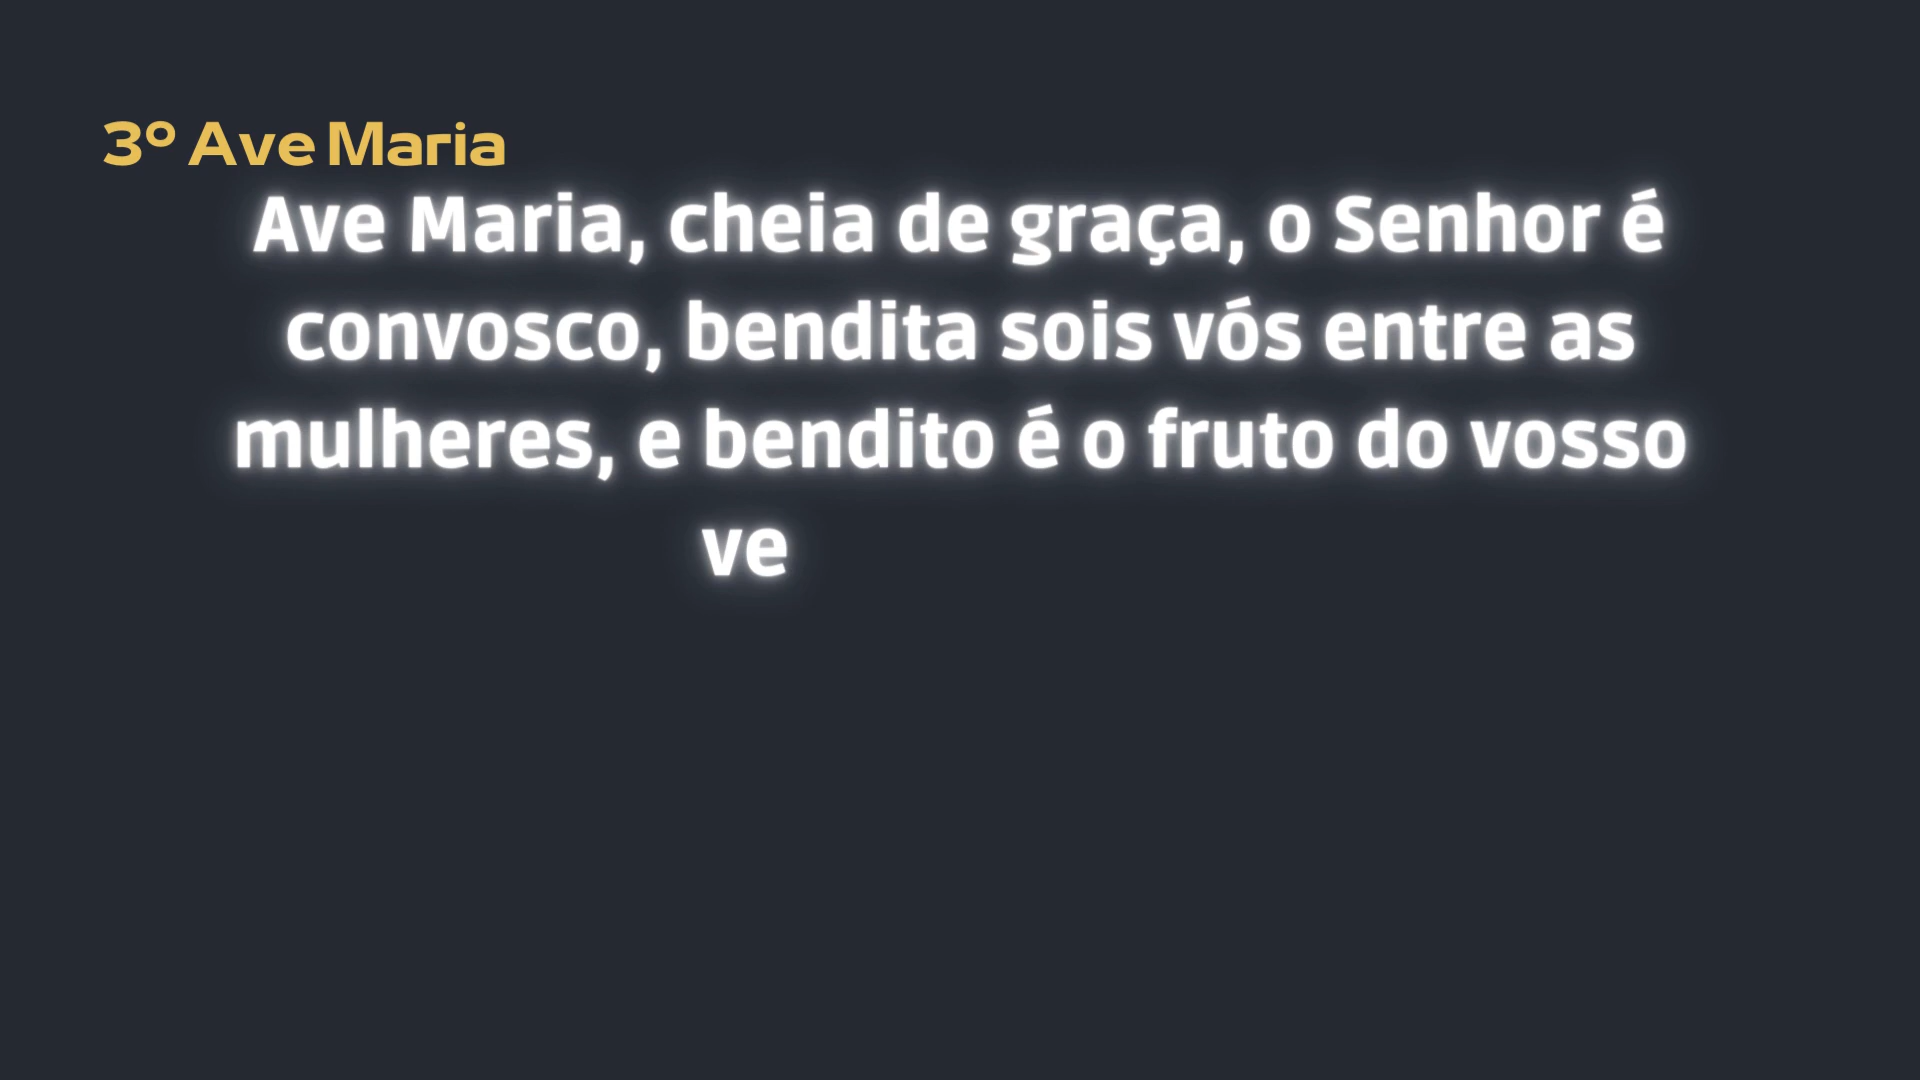 3º Ave Maria
Ave Maria, cheia de graça, o Senhor é
convosco, bendita sois vós entre as
mulheres, e bendito é o fruto do vosso
ve